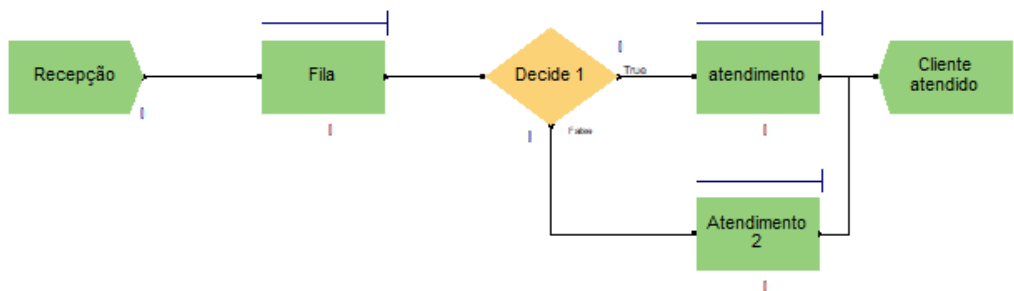 Recepção
Fila
Decide 1
True
False
atendimento
Atendimento
2
Cliente
atendido